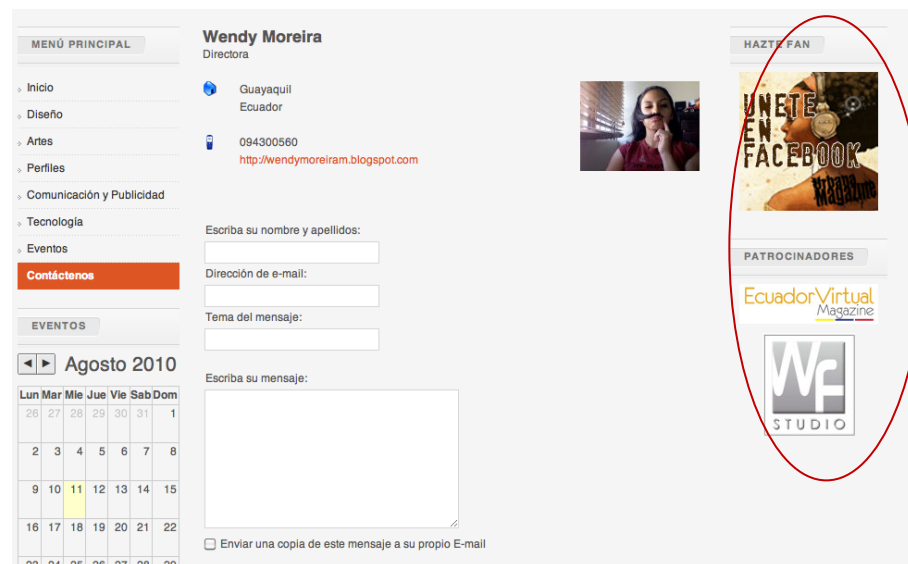 MENÚ PRINCIPAL
Inicio
Diseño
Artes
Perfiles
Comunicación y Publicidad
Tecnología
Eventos
Contáctenos
EVENTOS
Agosto 2010
Lun Mar Mie Jue Vie Sab Dom
26 27 28 29 30 31 1
2 3 4 5 6 7 8
9 10 11 12 13 14 15
16 17 18 19 20 21 22
Wendy Moreira
Directora
Guayaquil
Ecuador
094300560
http://wendymoreiram.blogspot.com
Escriba su nombre y apellidos:
Dirección de e-mail:
Tema del mensaje:
Escriba su mensaje:
Enviar una copia de este mensaje a su propio E-mail
HAZTE FAN
UNETE
EN
FACEBOOK
Urbana
Magazine
PATROCINADORES
EcuadorVirtual
Magazine
WF
STUDIO